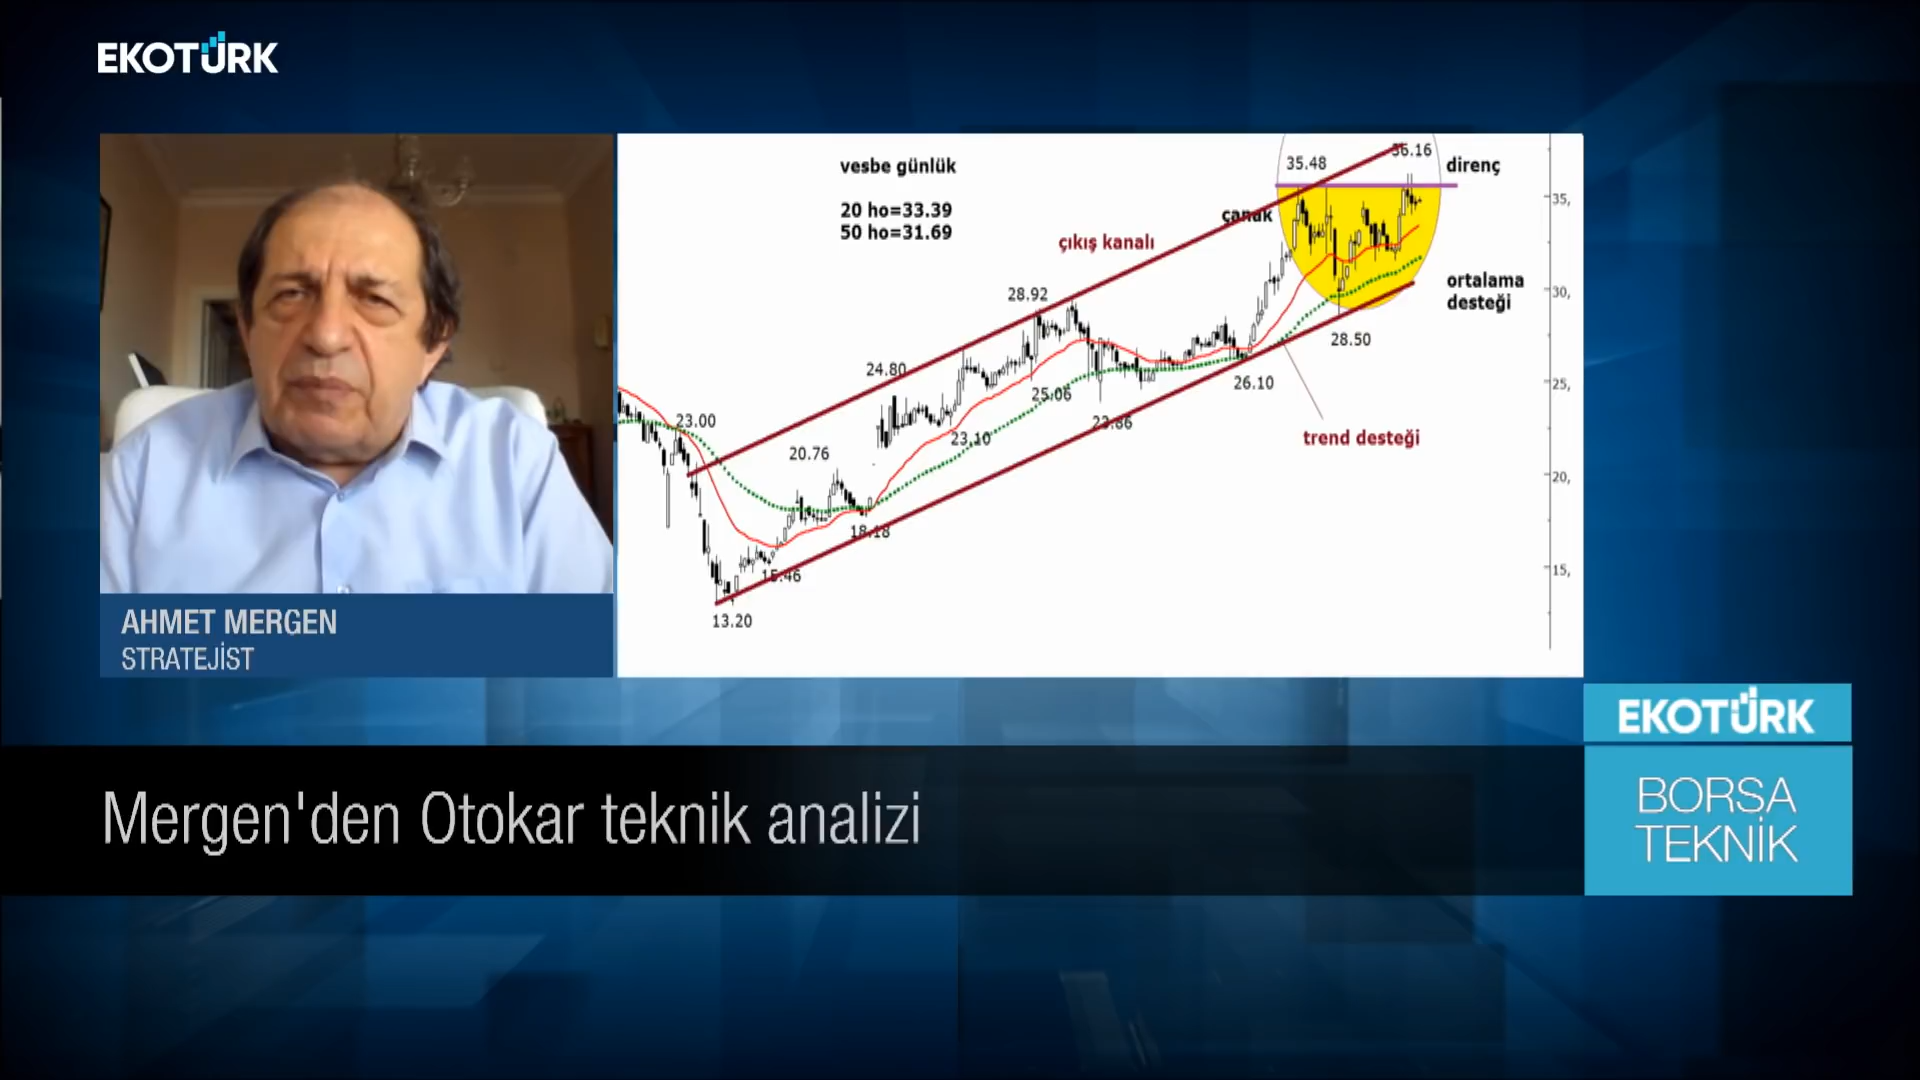 EKOTÜRK
vesbe günlük
20 ho=33.39
50 ho=31.69
35.48
36.16
direnç
35,
çanak
çıkış kanalı
28.92
30,
ortalama
desteği
28.50
24.80
25.06
26.10
25,
23.00
23.86
trend desteği
20.76
23.10
20,
18.18
15.46
15,
13.20
AHMET MERGEN
STRATEJİST
EKOTÜRK
Mergen'den Otokar teknik analizi
BORSA
TEKNİK